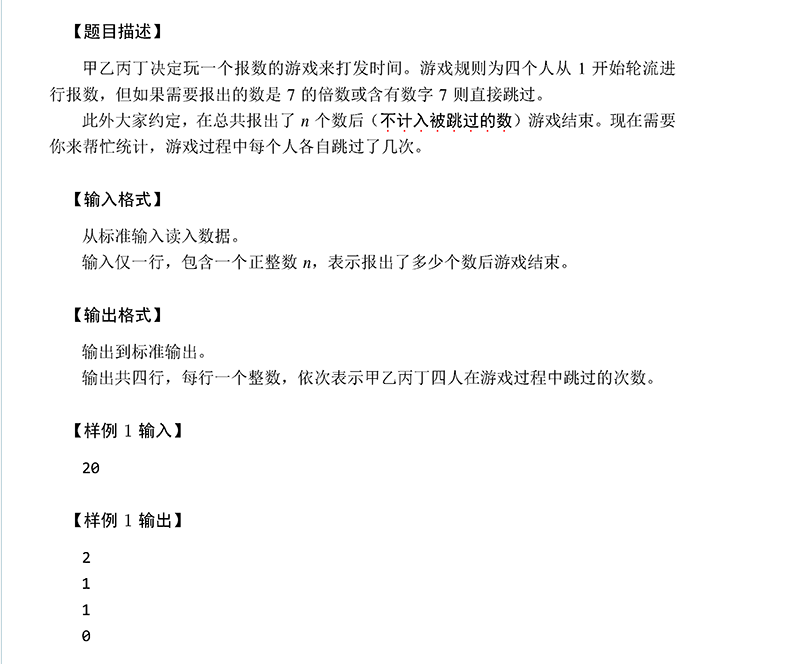 【题目描述】
甲乙丙丁决定玩一个报数的游戏来打发时间。游戏规则为四个人从 1 开始轮流进
行报数，但如果需要报出的数是 7 的倍数或含有数字 7 则直接跳过。
此外大家约定，在总共报出了 n 个数后（不计入被跳过的数）游戏结束。现在需要
你来帮忙统计，游戏过程中每个人各自跳过了几次。
【输入格式】
从标准输入读入数据。
输入仅一行，包含一个正整数 n，表示报出了多少个数后游戏结束。
【输出格式】
输出到标准输出。
输出共四行，每行一个整数，依次表示甲乙丙丁四人在游戏过程中跳过的次数。
【样例 1 输入】
20
【样例 1 输出】
2
1
1
0